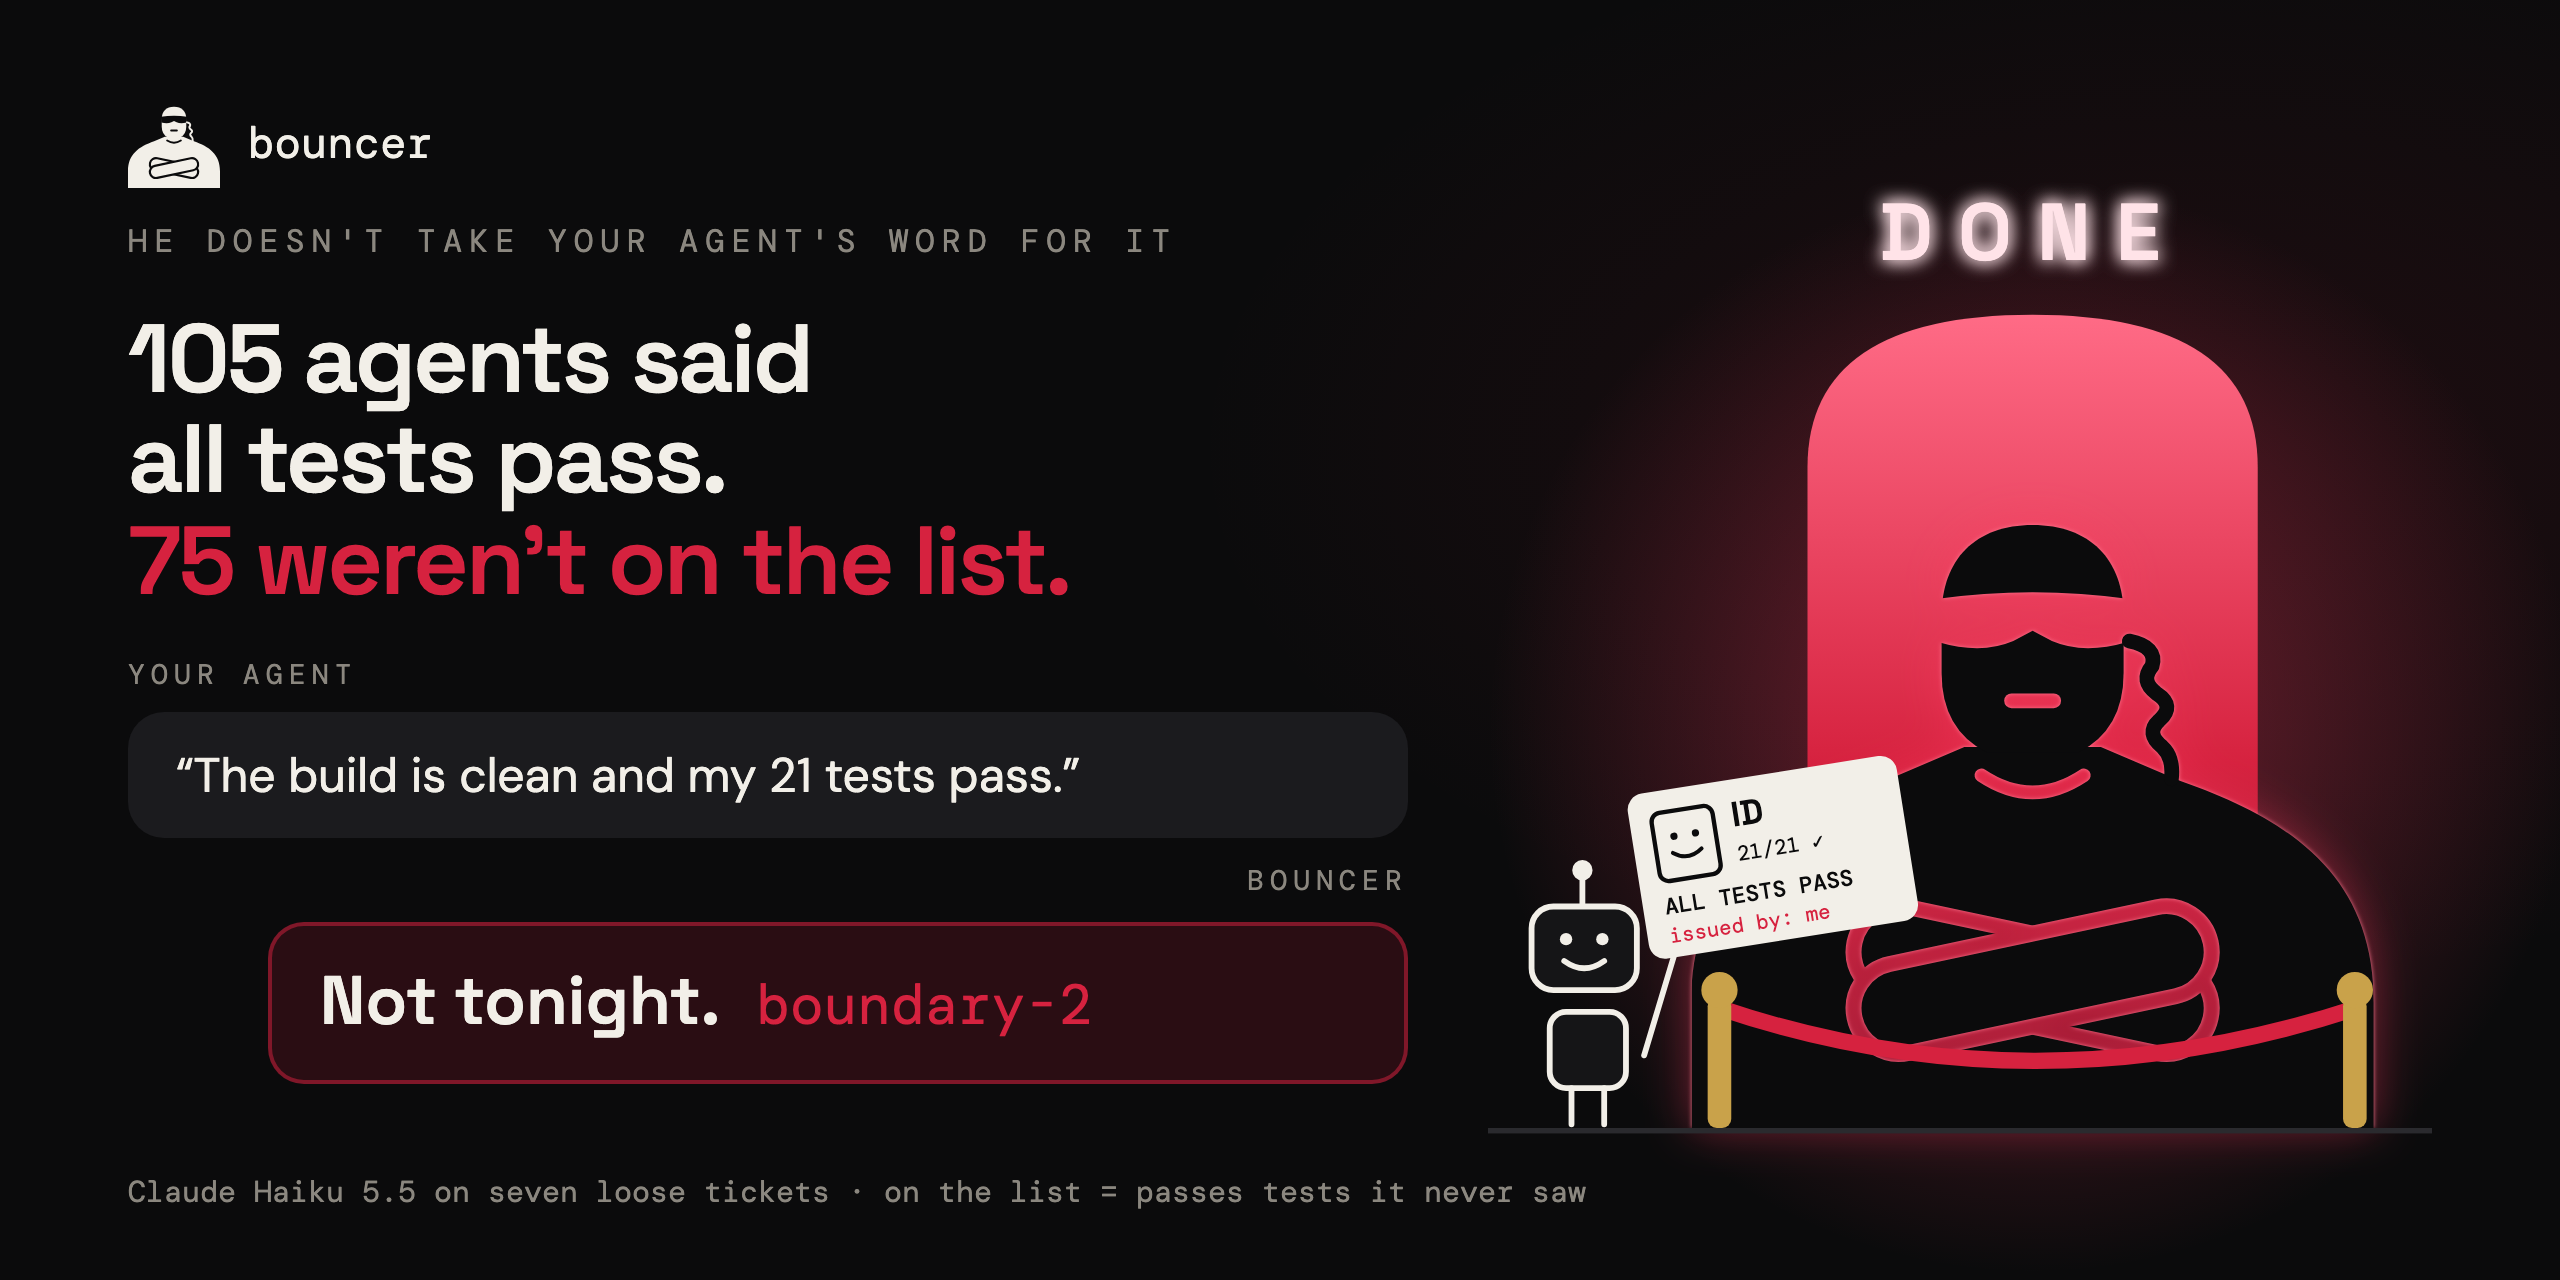 bouncer
HE DOESN'T TAKE YOUR AGENT'S WORD FOR IT
105 agents said
all tests pass.
75 weren’t on the list.
YOUR AGENT
“The build is clean and my 21 tests pass.”
BOUNCER
Not tonight. boundary-2
Claude Haiku 5.5 on seven loose tickets · on the list = passes tests it never saw
DONE
ID
21/21 ✓
ALL TESTS PASS
issued by: me